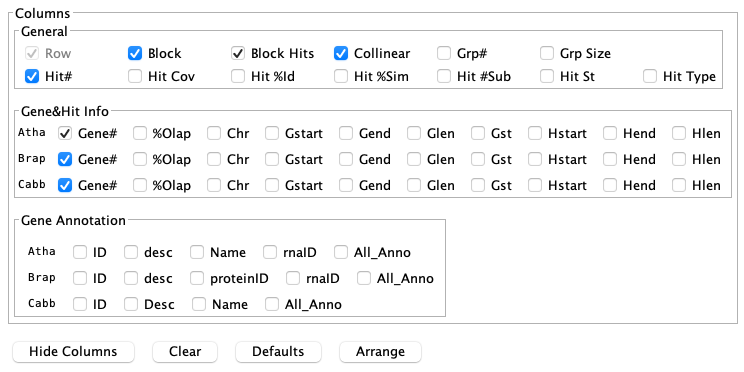 Columns
General
Row Block Block Hits Collinear Grp# Grp Size
Hit# Hit Cov Hit %Id Hit %Sim Hit #Sub Hit St Hit Type
Gene&Hit Info
Atha Gene# %Olap Chr Gstart Gend Glen Gst Hstart Hend Hlen
Brap Gene# %Olap Chr Gstart Gend Glen Gst Hstart Hend Hlen
Cabb Gene# %Olap Chr Gstart Gend Glen Gst Hstart Hend Hlen
Gene Annotation
Atha ID desc Name rnaID All_Anno
Brap ID desc proteinID rnaID All_Anno
Cabb ID Desc Name All_Anno
Hide Columns Clear Defaults Arrange